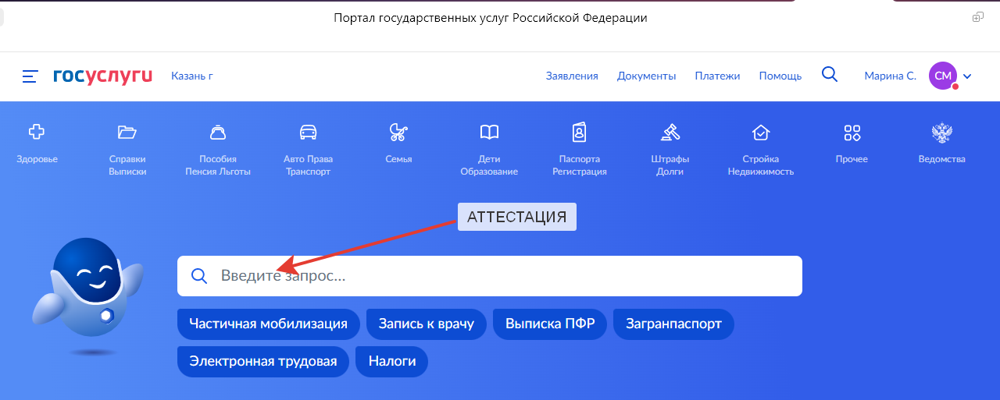 Портал государственных услуг Российской Федерации
госуслуги
Казань г
Заявления
Документы
Платежи
Помощь
Марина С.
СМ
Здоровье
Справки
Выписки
Пособия
Пенсия Льготы
Авто Права
Транспорт
Семья
Дети
Образование
Паспорта
Регистрация
Штрафы
Долги
Стройка
Недвижимость
Прочее
Ведомства
АТТЕСТАЦИЯ
Введите запрос...
Частичная мобилизация
Запись к врачу
Выписка ПФР
Загранпаспорт
Электронная трудовая
Налоги